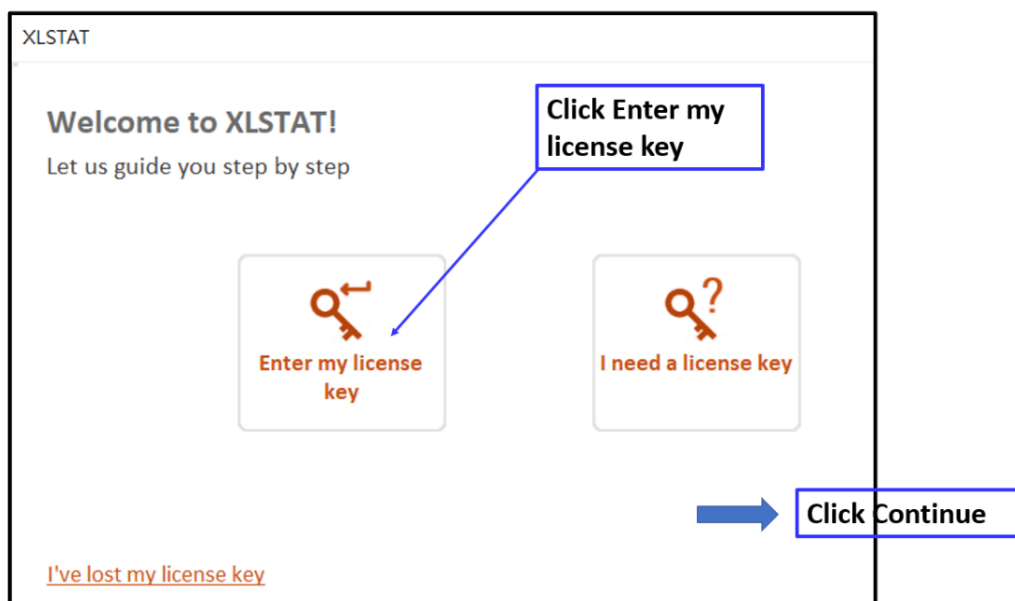 XLSTAT
Welcome to XLSTAT!
Let us guide you step by step
Click Enter my
license key
Enter my license
key
I need a license key
Click Continue
I've lost my license key